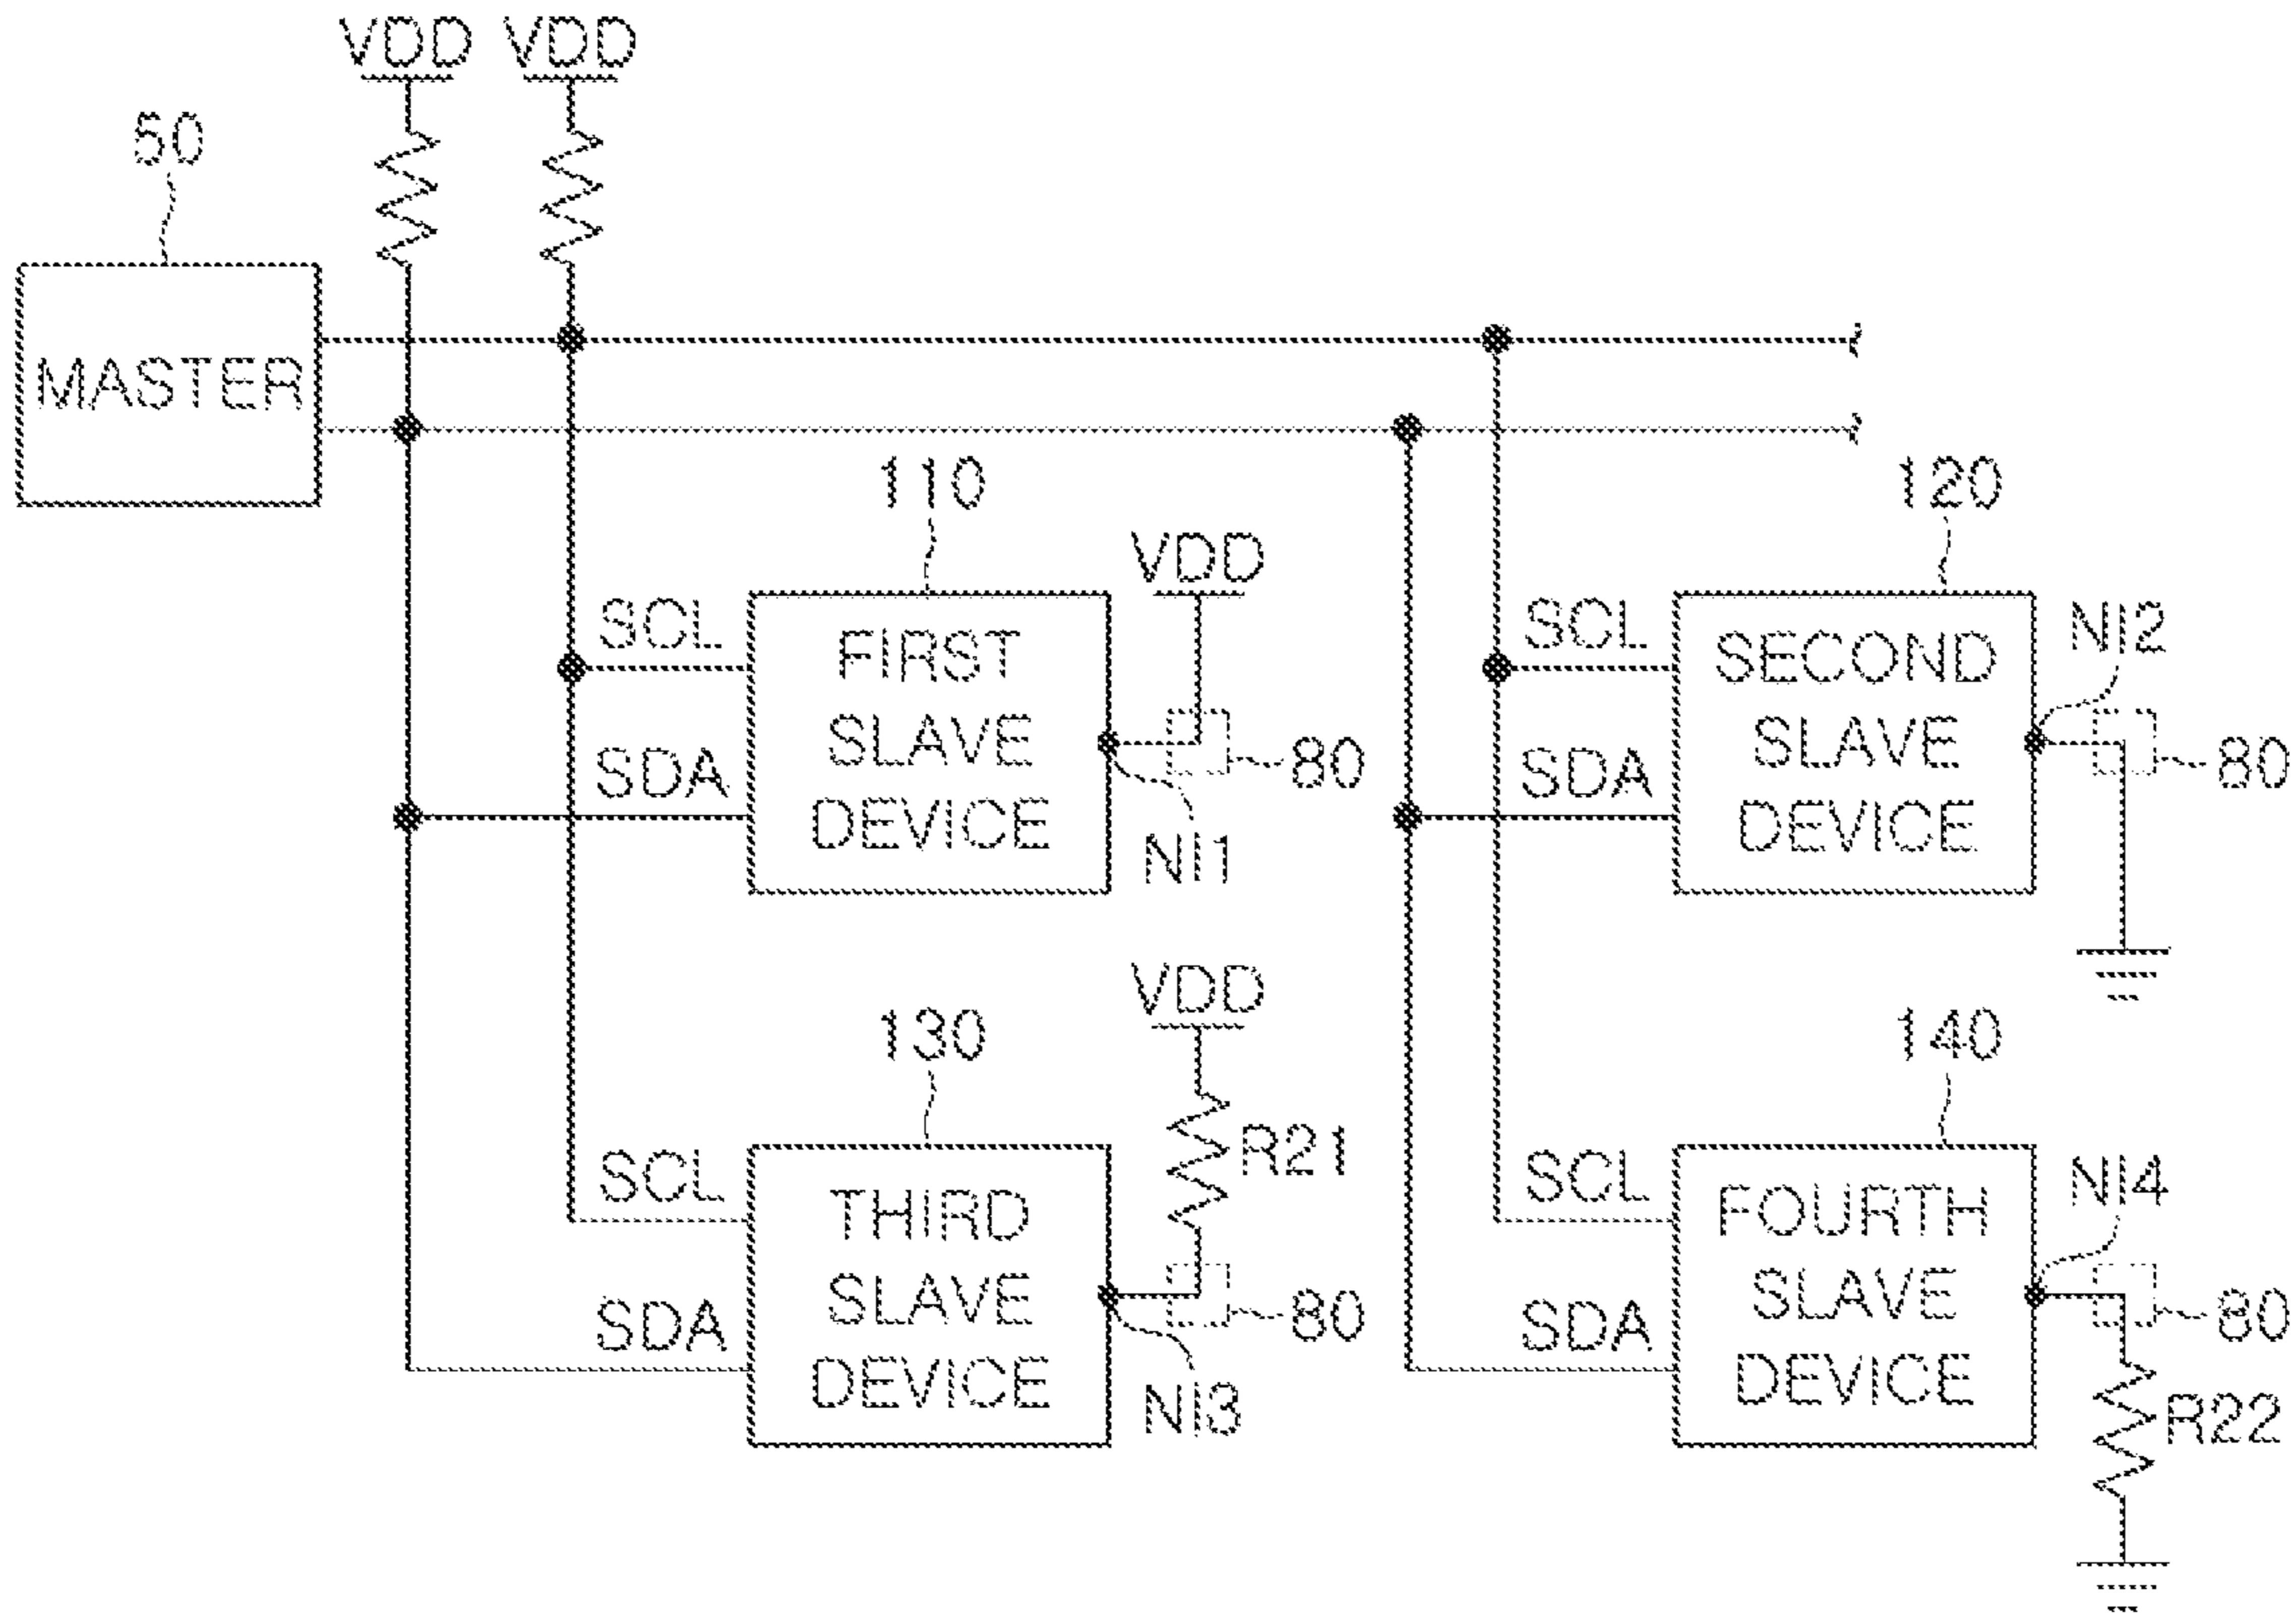 VDD VDD
50
MASTER
110
120
VDD
SCL
FIRST
SLAVE
DEVICE
SDA
80
NI1
SCL
SECOND
SLAVE
DEVICE
SDA
NI2
80
VDD
130
140
R21
SCL
THIRD
SLAVE
DEVICE
SDA
80
NI3
SCL
FOURTH
SLAVE
DEVICE
SDA
NI4
80
R22